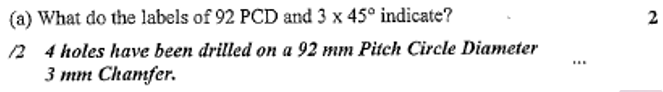 (a) What do the labels of 92 PCD and 3 x 45° indicate? 2
/2 4 holes have been drilled on a 92 mm Pitch Circle Diameter ...
3 mm Chamfer.